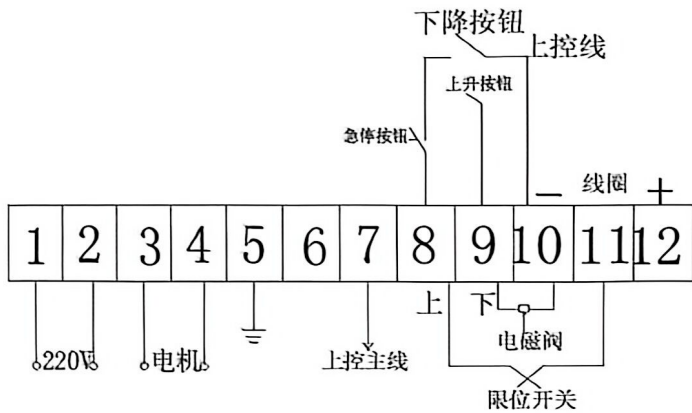 下降按钮
上控线
上升按钮
急停按钮
— 线圈 +
1 2 3 4 5 6 7 8 9 10 11 12
上 下
220V 电机 上控主线 电磁阀
限位开关